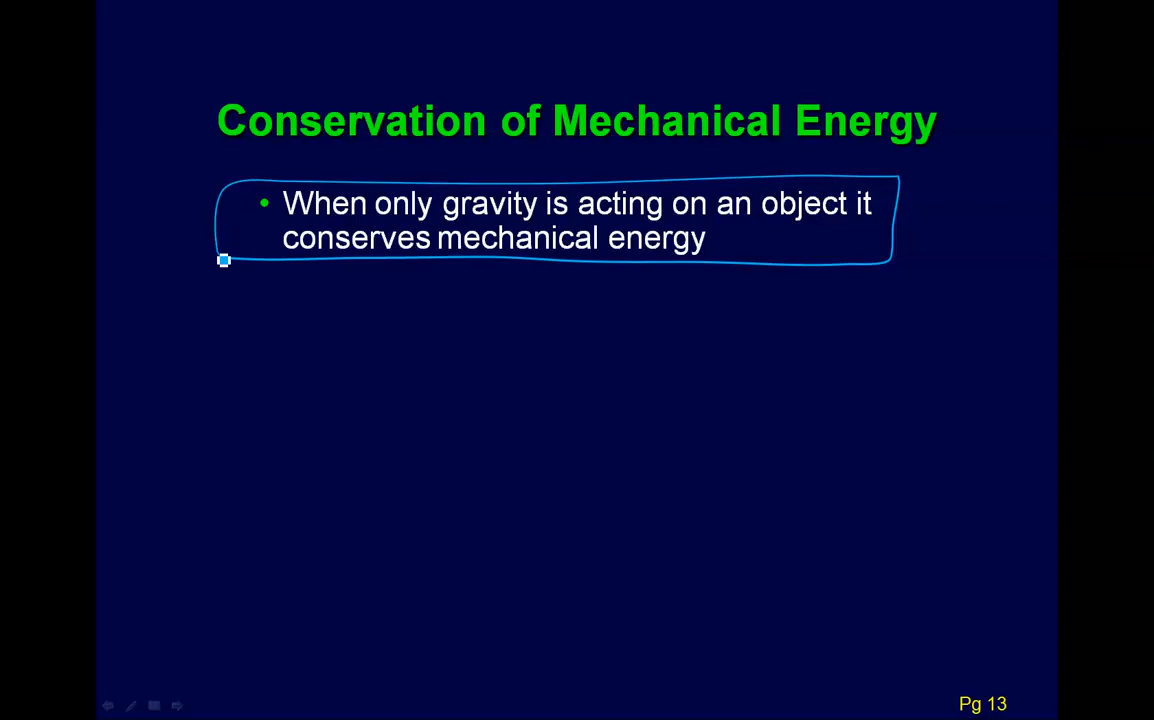 Conservation of Mechanical Energy
• When only gravity is acting on an object it
conserves mechanical energy
Pg 13